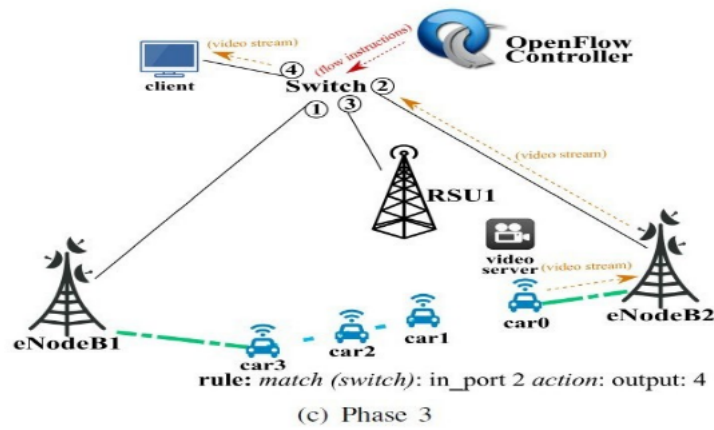 (video stream)
OpenFlow
Controller
(flow instructions)
client
4
Switch
2
1
3
(video stream)
RSU1
video
server
(video stream)
eNodeB1
eNodeB2
car0
car1
car2
car3
rule: match (switch): in_port 2 action: output: 4
(c) Phase 3